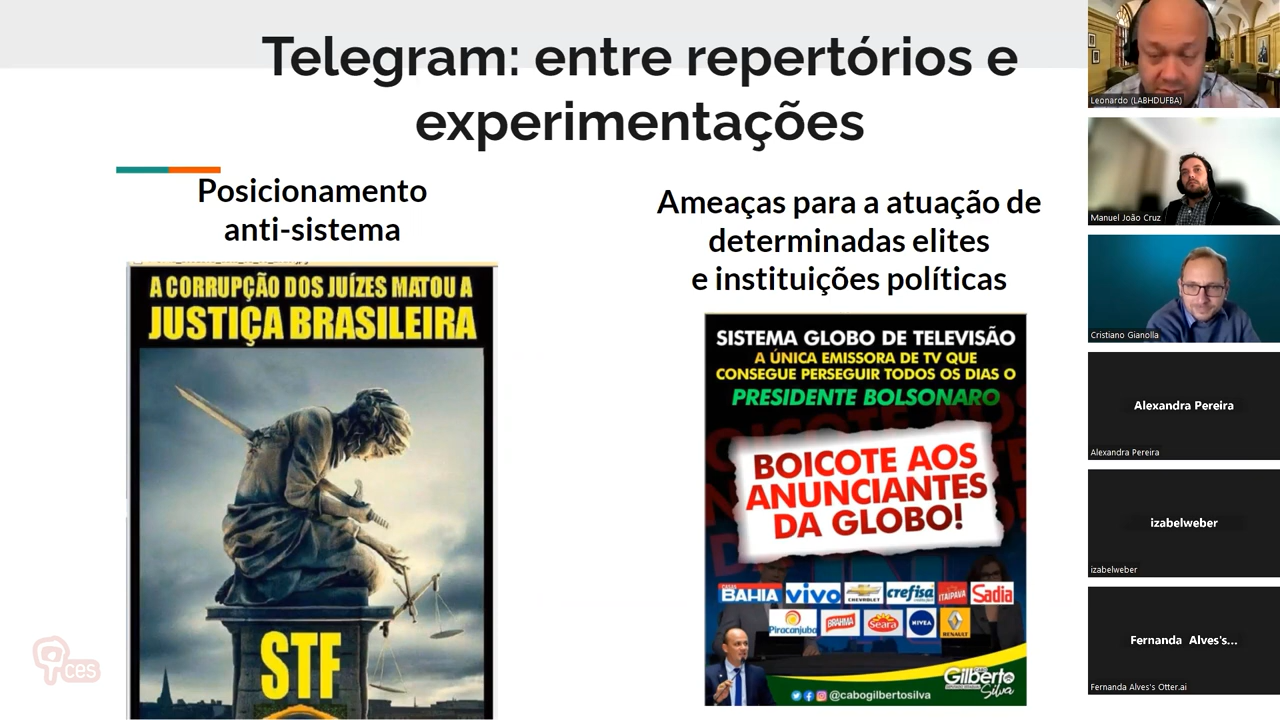 Telegram: entre repertórios e
experimentações
Posicionamento
anti-sistema
A CORRUPÇÃO DOS JUÍZES MATOU A
JUSTIÇA BRASILEIRA
STF
Ameaças para a atuação de
determinadas elites
e instituições políticas
SISTEMA GLOBO DE TELEVISÃO
A ÚNICA EMISSORA DE TV QUE
CONSEGUE PERSEGUIR TODOS OS DIAS O
PRESIDENTE BOLSONARO
BOICOTE AOS
ANUNCIANTES
DA GLOBO!
CASAS BAHIA vivo CHEVROLET crefisa ITAIPAVA Sadia
Piracanjuba BRAHMA Seara NIVEA RENAULT
CABO Gilberto Silva
@cabogilbertosilva
ces
Leonardo (LABHDUFBA)
Manuel João Cruz
Cristiano Gianolla
Alexandra Pereira
Alexandra Pereira
izabelweber
izabelweber
Fernanda Alves's...
Fernanda Alves's Otter.ai